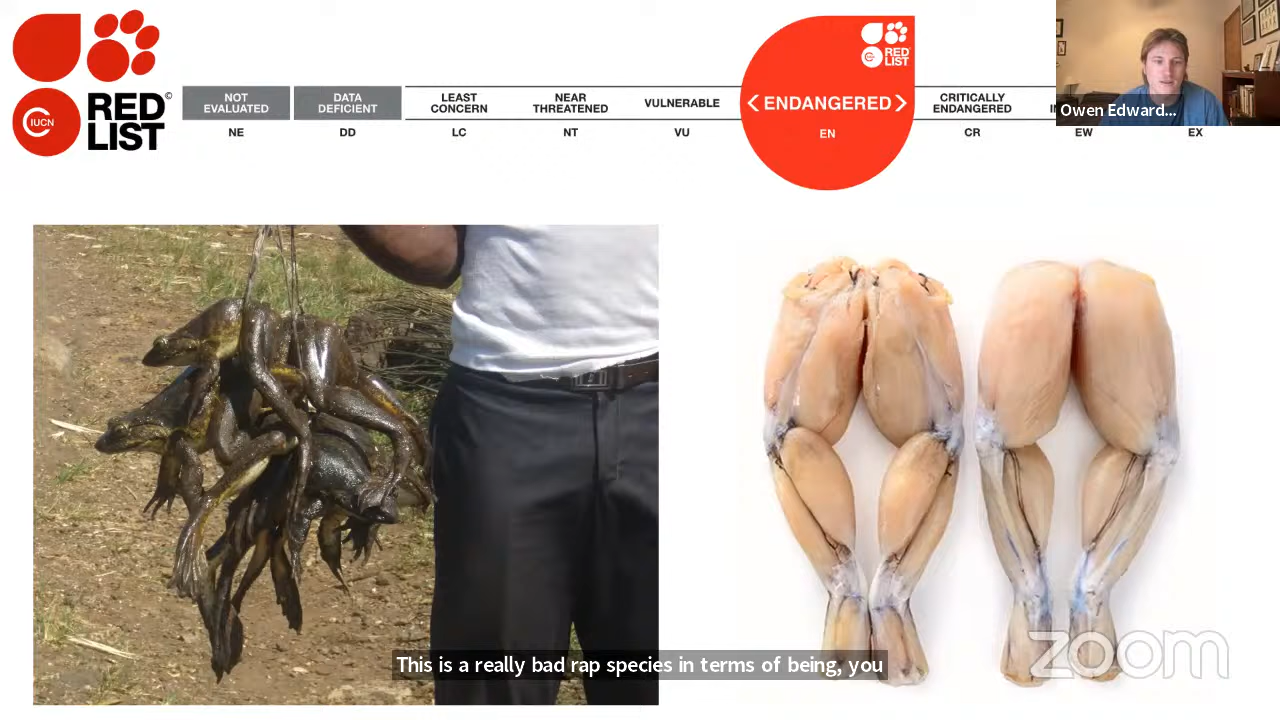 RED
LIST
©
IUCN
NOT
EVALUATED
NE
DATA
DEFICIENT
DD
LEAST
CONCERN
LC
NEAR
THREATENED
NT
VULNERABLE
VU
RED
LIST
< ENDANGERED >
EN
CRITICALLY
ENDANGERED
CR
EW
EX
Owen Edward...
This is a really bad rap species in terms of being, you
zoom